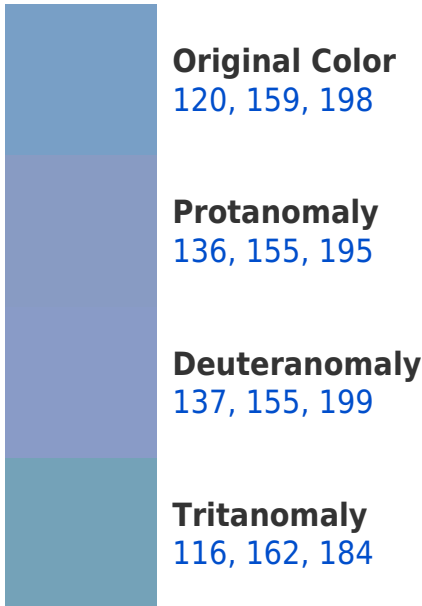 Original Color
120, 159, 198
Protanomaly
136, 155, 195
Deuteranomaly
137, 155, 199
Tritanomaly
116, 162, 184